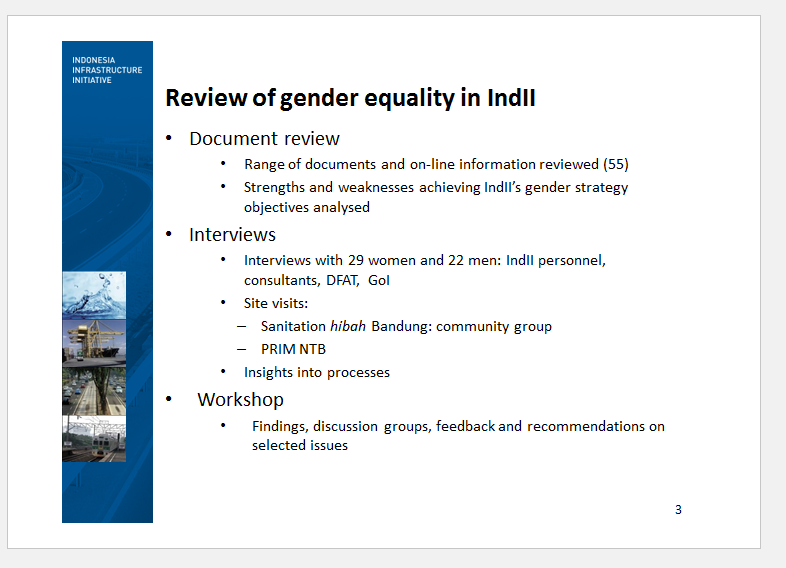 INDONESIA
INFRASTRUCTURE
INITIATIVE
Review of gender equality in IndII
• Document review
• Range of documents and on-line information reviewed (55)
• Strengths and weaknesses achieving IndII’s gender strategy
objectives analysed
• Interviews
• Interviews with 29 women and 22 men: IndII personnel,
consultants, DFAT, GoI
• Site visits:
– Sanitation hibah Bandung: community group
– PRIM NTB
• Insights into processes
• Workshop
• Findings, discussion groups, feedback and recommendations on
selected issues
3